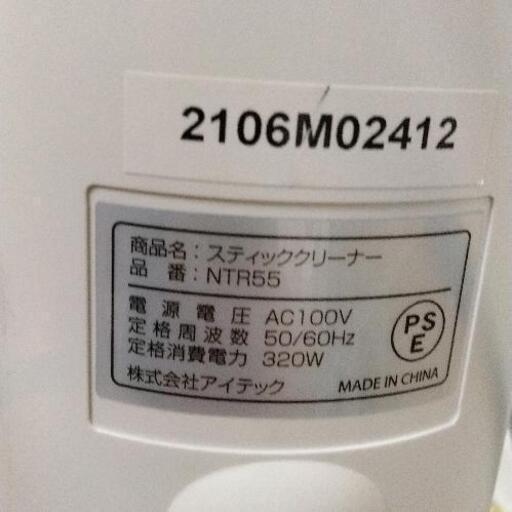 2106M02412
商品名：スティッククリーナー
品　番：NTR55
電源電圧 AC100V
定格周波数 50/60Hz
定格消費電力 320W
PSE
株式会社アイテック MADE IN CHINA